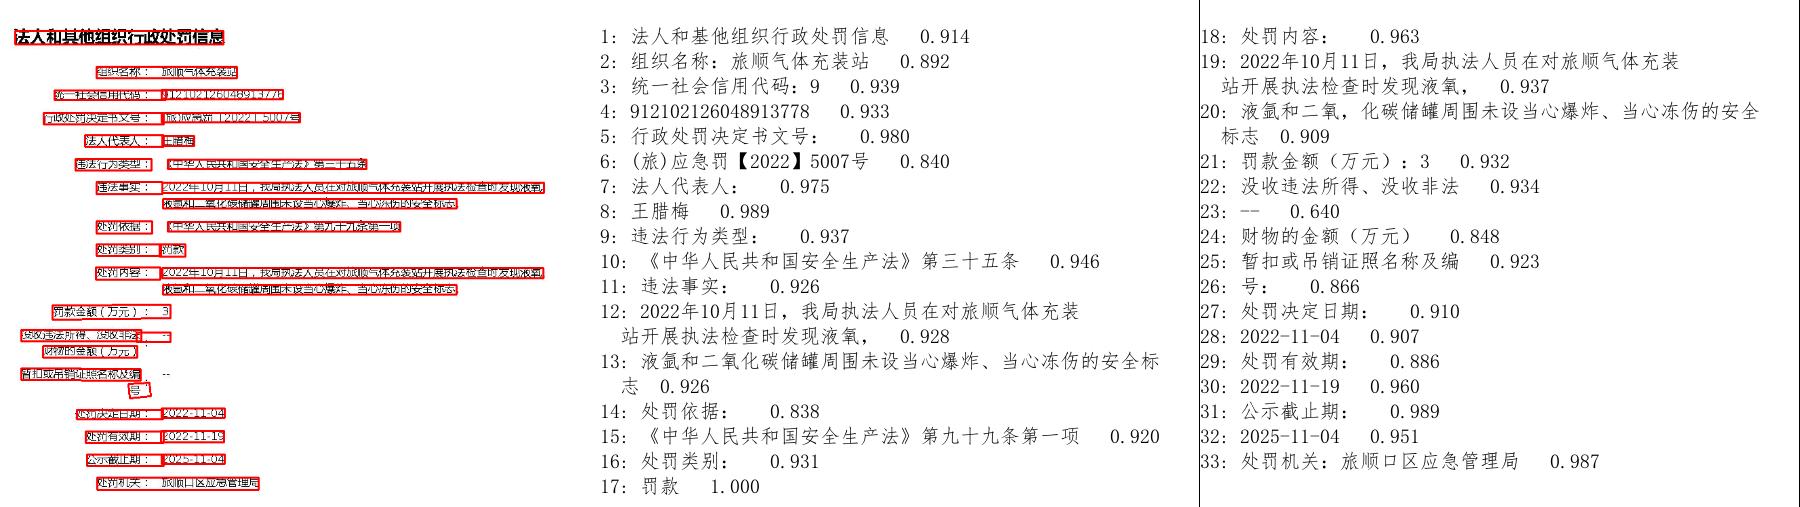 法人和其他组织行政处罚信息
组织名称： 旅顺气体充装站
统一社会信用代码： 91210212604891377B
行政处罚决定书文号： (旅)应急罚〔2022〕5007号
法人代表人： 王腊梅
违法行为类型： 《中华人民共和国安全生产法》第三十五条
违法事实： 2022年10月11日，我局执法人员在对旅顺气体充装站开展执法检查时发现液氧，
液氩和二氧化碳储罐周围未设当心爆炸、当心冻伤的安全标志
处罚依据： 《中华人民共和国安全生产法》第九十九条第一项
处罚类别： 罚款
处罚内容： 2022年10月11日，我局执法人员在对旅顺气体充装站开展执法检查时发现液氧，
液氩和二氧化碳储罐周围未设当心爆炸、当心冻伤的安全标志
罚款金额（万元）： 3
没收违法所得、没收非法 --
财物的金额（万元）：
暂扣或吊销证照名称及编 --
号：
处罚决定日期： 2022-11-04
处罚有效期： 2022-11-19
公示截止期： 2025-11-04
处罚机关： 旅顺口区应急管理局
1: 法人和基他组织行政处罚信息 0.914
2: 组织名称: 旅顺气体充装站 0.892
3: 统一社会信用代码: 9 0.939
4: 912102126048913778 0.933
5: 行政处罚决定书文号: 0.980
6: (旅)应急罚【2022】5007号 0.840
7: 法人代表人: 0.975
8: 王腊梅 0.989
9: 违法行为类型: 0.937
10: 《中华人民共和国安全生产法》第三十五条 0.946
11: 违法事实: 0.926
12: 2022年10月11日，我局执法人员在对旅顺气体充装
站开展执法检查时发现液氧， 0.928
13: 液氩和二氧化碳储罐周围未设当心爆炸、当心冻伤的安全标
志 0.926
14: 处罚依据: 0.838
15: 《中华人民共和国安全生产法》第九十九条第一项 0.920
16: 处罚类别: 0.931
17: 罚款 1.000
18: 处罚内容: 0.963
19: 2022年10月11日，我局执法人员在对旅顺气体充装
站开展执法检查时发现液氧， 0.937
20: 液氩和二氧，化碳储罐周围未设当心爆炸、当心冻伤的安全
标志 0.909
21: 罚款金额（万元）: 3 0.932
22: 没收违法所得、没收非法 0.934
23: -- 0.640
24: 财物的金额（万元） 0.848
25: 暂扣或吊销证照名称及编 0.923
26: 号: 0.866
27: 处罚决定日期: 0.910
28: 2022-11-04 0.907
29: 处罚有效期: 0.886
30: 2022-11-19 0.960
31: 公示截止期: 0.989
32: 2025-11-04 0.951
33: 处罚机关: 旅顺口区应急管理局 0.987